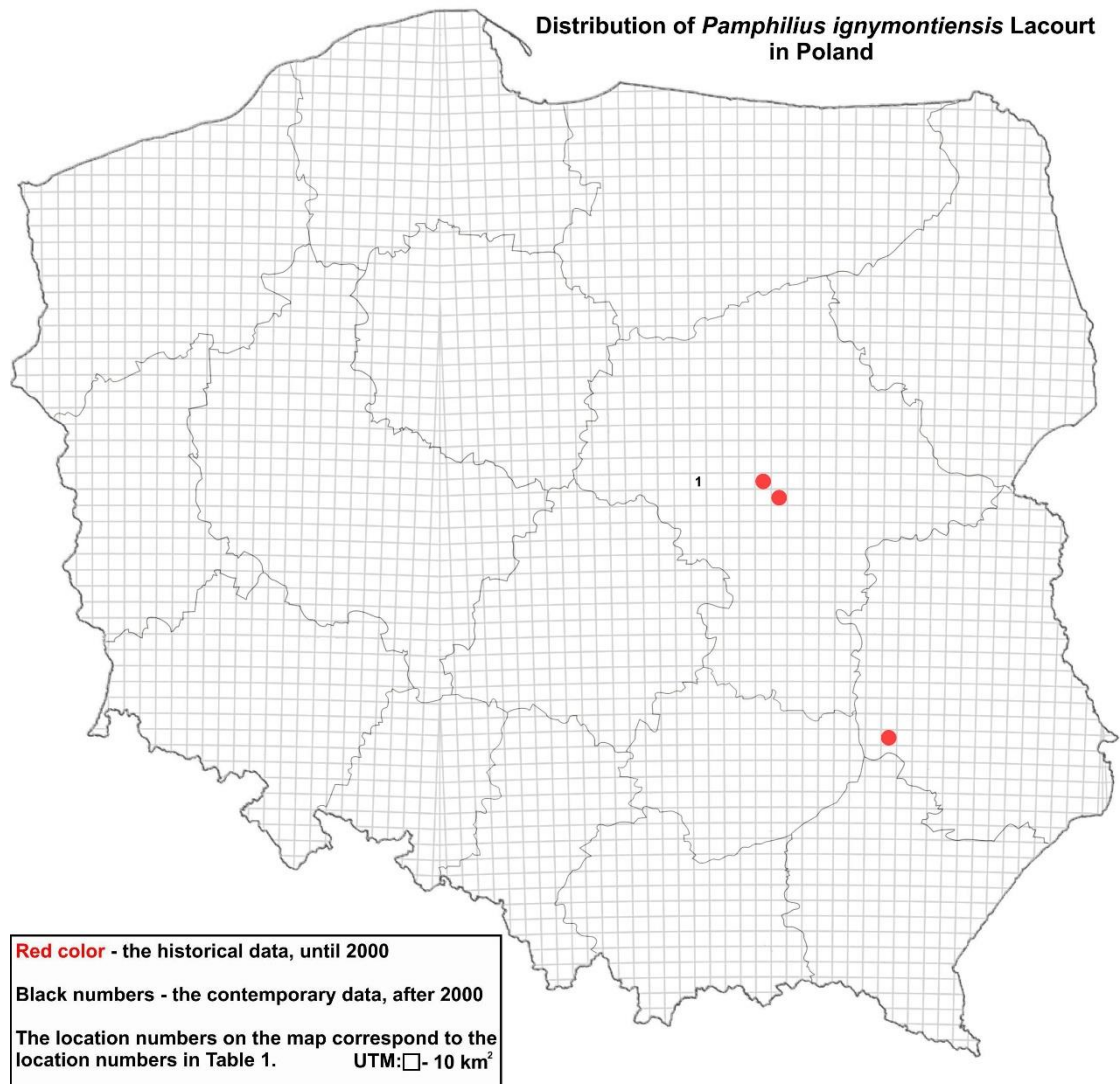 Distribution of Pamphilius ignymontiensis Lacourt
in Poland
1
Red color - the historical data, until 2000
Black numbers - the contemporary data, after 2000
The location numbers on the map correspond to the
location numbers in Table 1. UTM:□- 10 km²